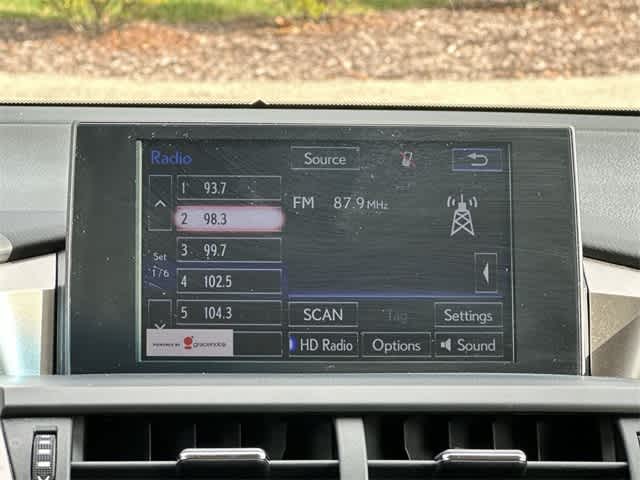 Radio Source
1 93.7
2 98.3
FM 87.9 MHz
3 99.7
Set
1/6
4 102.5
5 104.3
SCAN Tag Settings
POWERED BY gracenote
HD Radio Options Sound